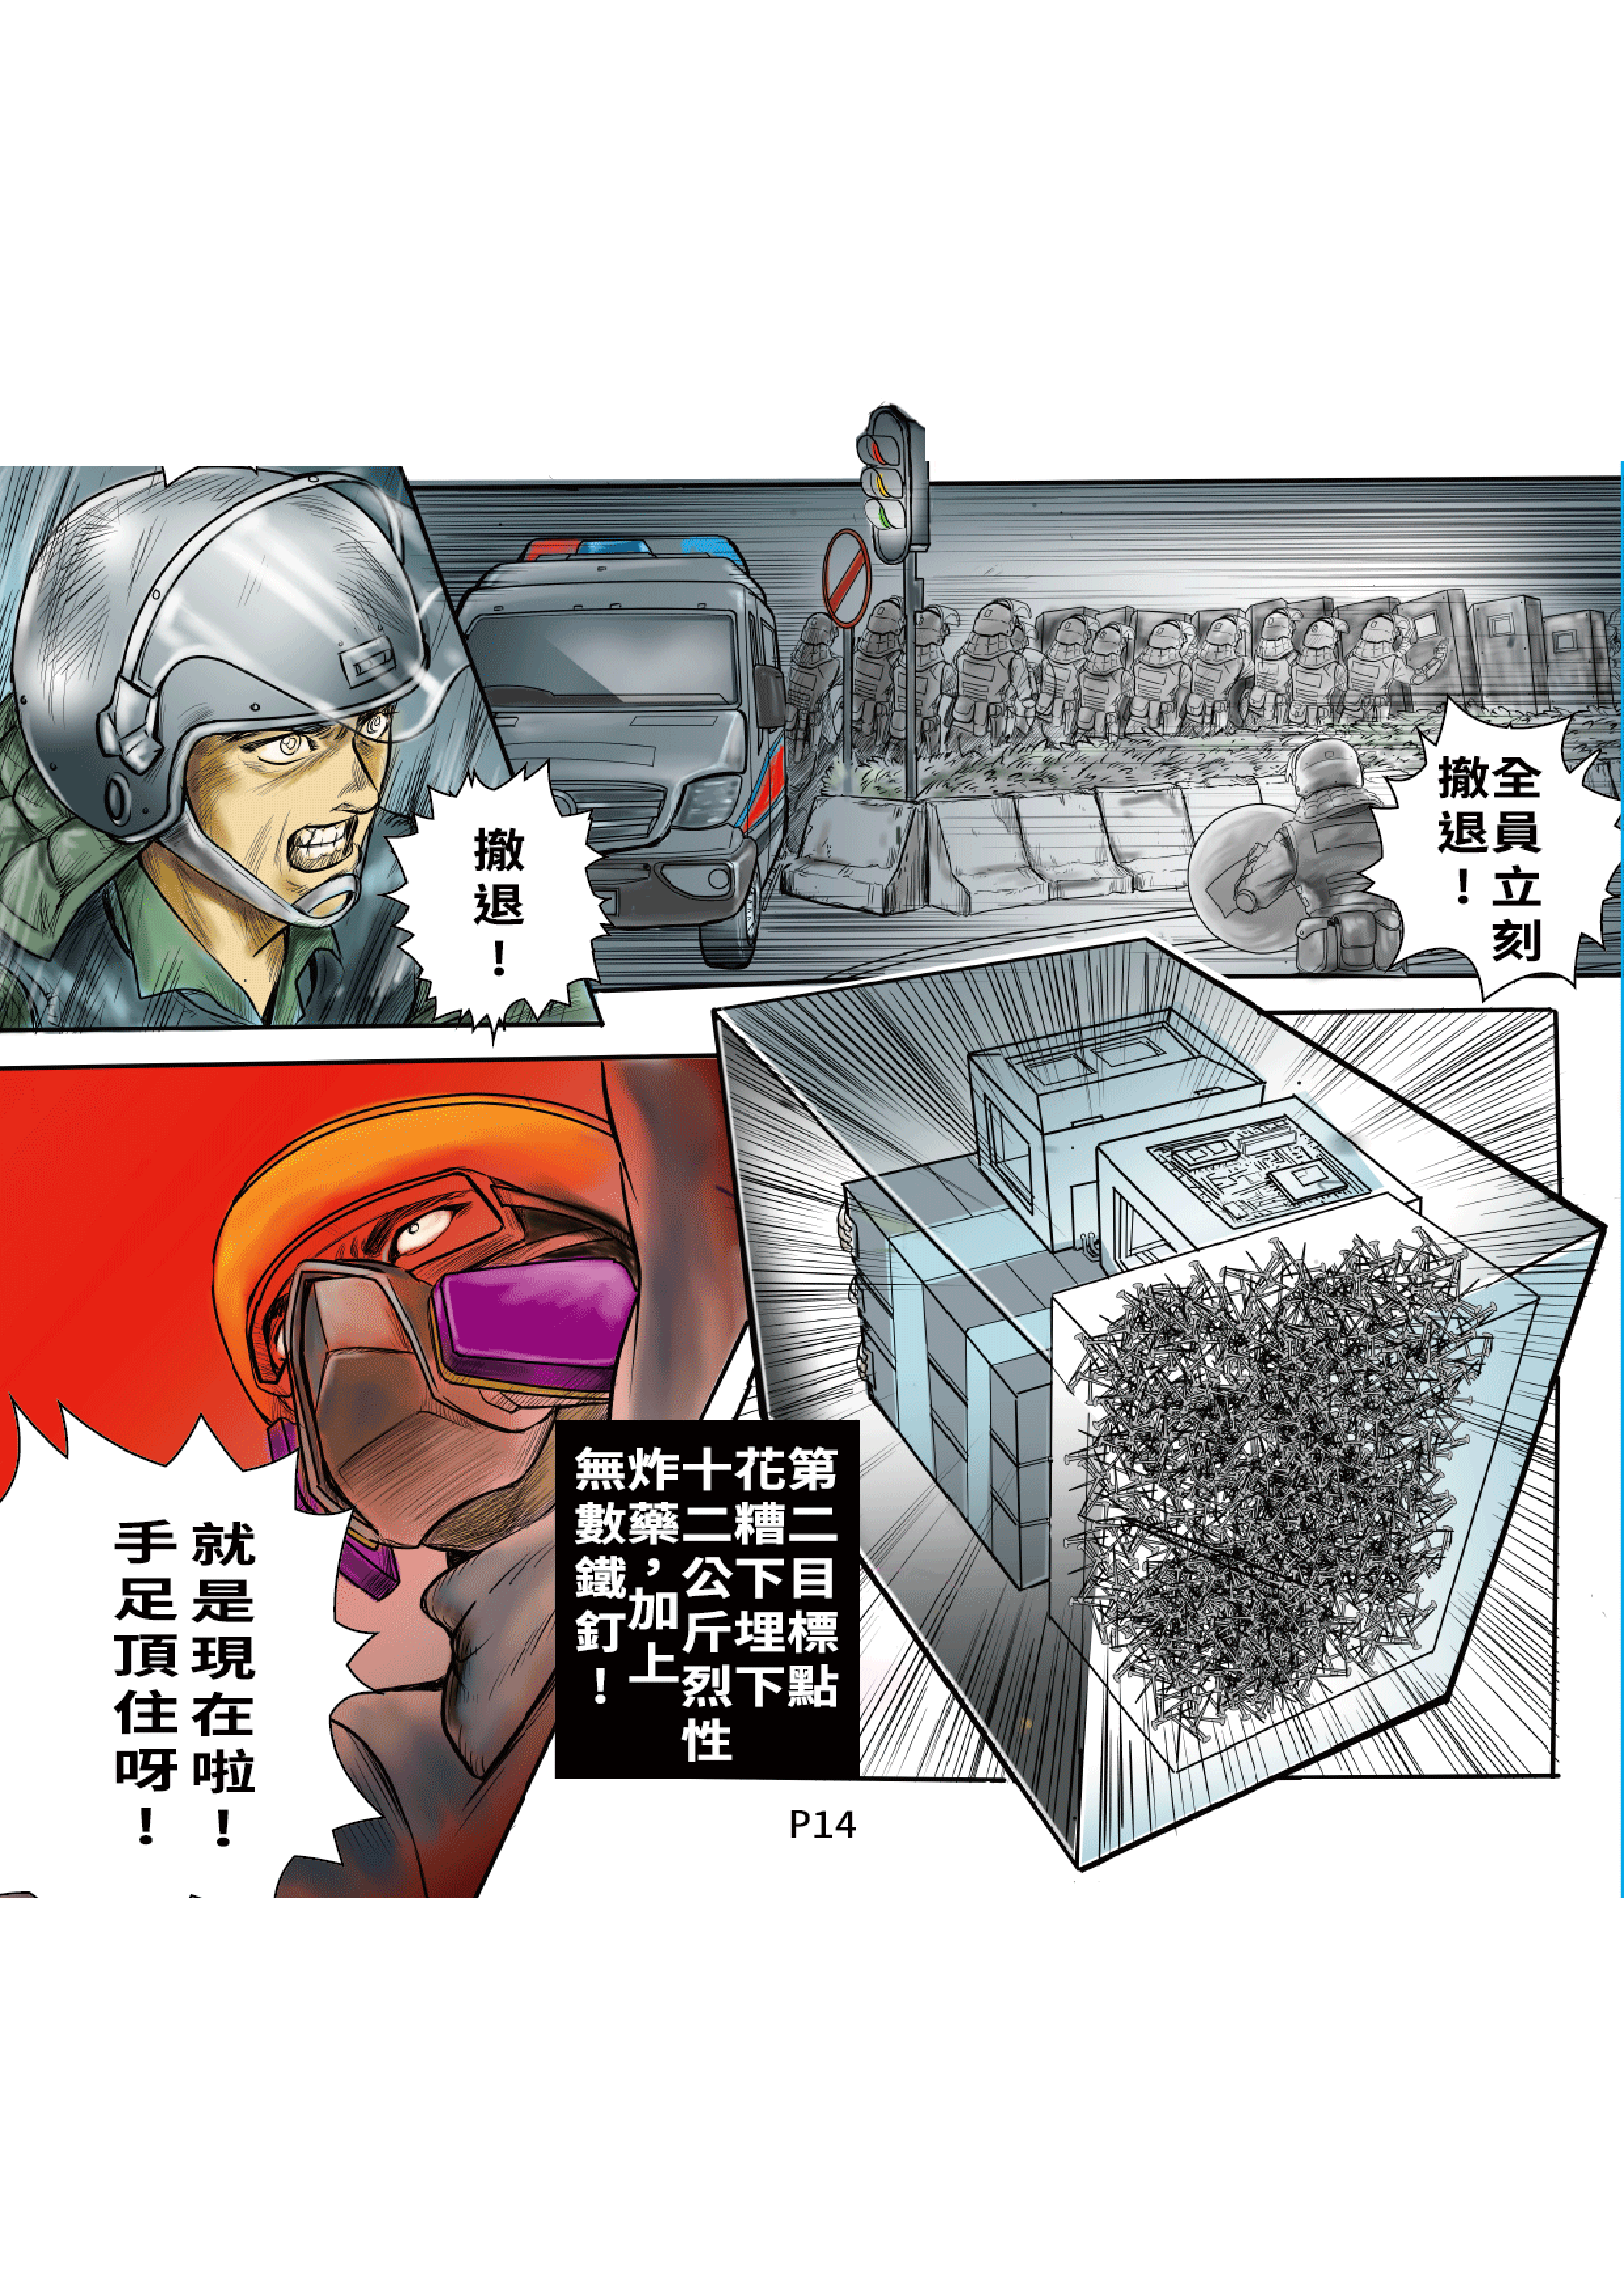 全員立刻
撤退！
撤退！
第二目標點
花糟下埋下
十二公斤烈性
炸藥，加上
無數鐵釘！
就是現在啦！
手足頂住呀！
P14